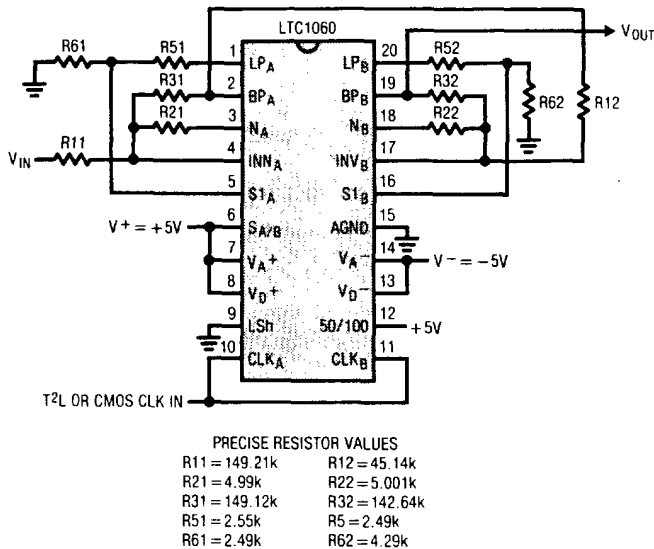 LTC1060
VOUT
R61
R51
1
LPA
LPB
20
R52
R31
2
BPA
BPB
19
R32
R62
R12
R21
3
NA
NB
18
R22
VIN
R11
4
INNA
INVB
17
5
S1A
S1B
16
V+ = +5V
6
SA/B
AGND
15
7
VA+
VA−
14
V− = −5V
8
VD+
VD−
13
9
LSh
50/100
12
+5V
10
CLKA
CLKB
11
T²L OR CMOS CLK IN
PRECISE RESISTOR VALUES
R11 = 149.21k R12 = 45.14k
R21 = 4.99k R22 = 5.001k
R31 = 149.12k R32 = 142.64k
R51 = 2.55k R5 = 2.49k
R61 = 2.49k R62 = 4.29k